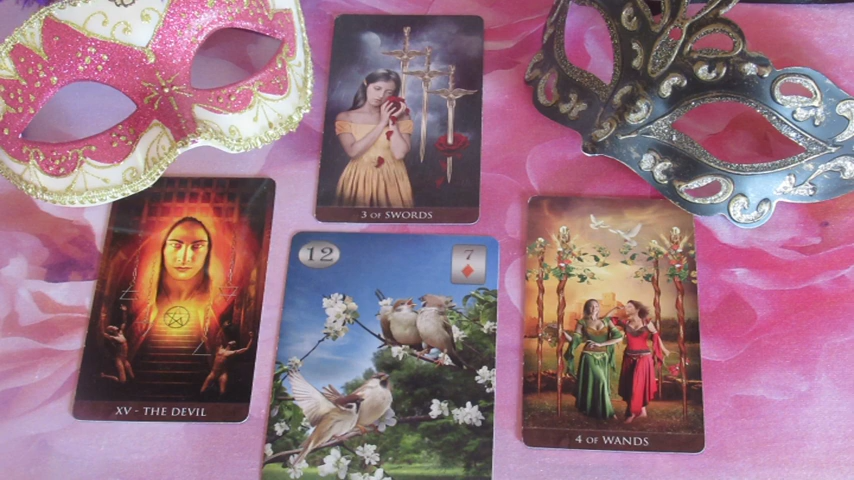 3 OF SWORDS
12
7
XV - THE DEVIL
4 OF WANDS